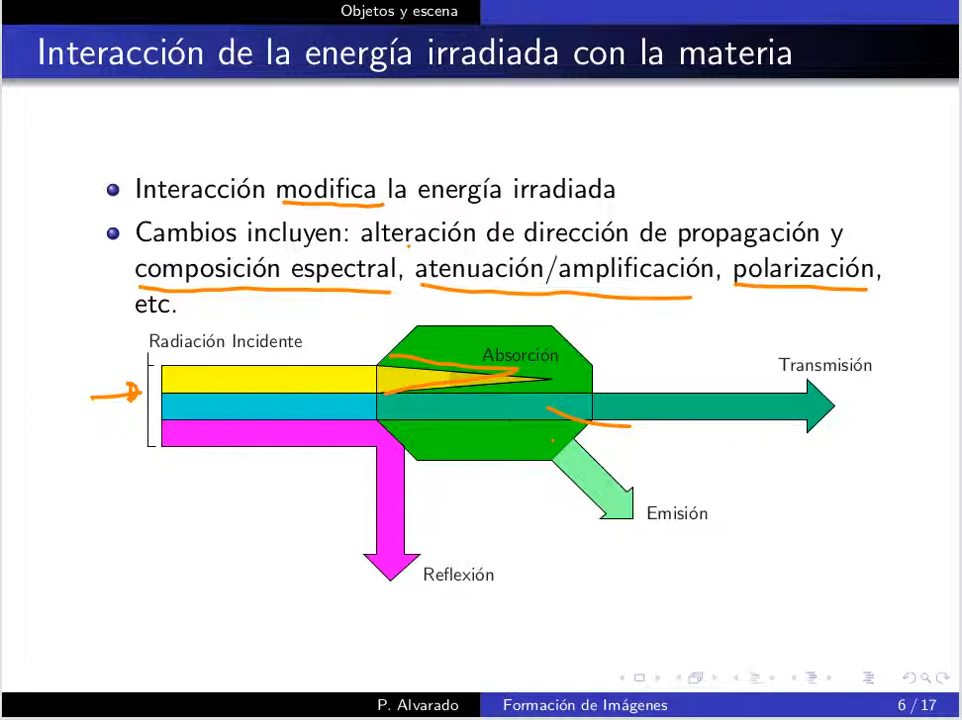 Objetos y escena
Interacción de la energía irradiada con la materia
Interacción modifica la energía irradiada
Cambios incluyen: alteración de dirección de propagación y
composición espectral, atenuación/amplificación, polarización,
etc.
Radiación Incidente
Absorción
Transmisión
Emisión
Reflexión
P. Alvarado
Formación de Imágenes
6 / 17